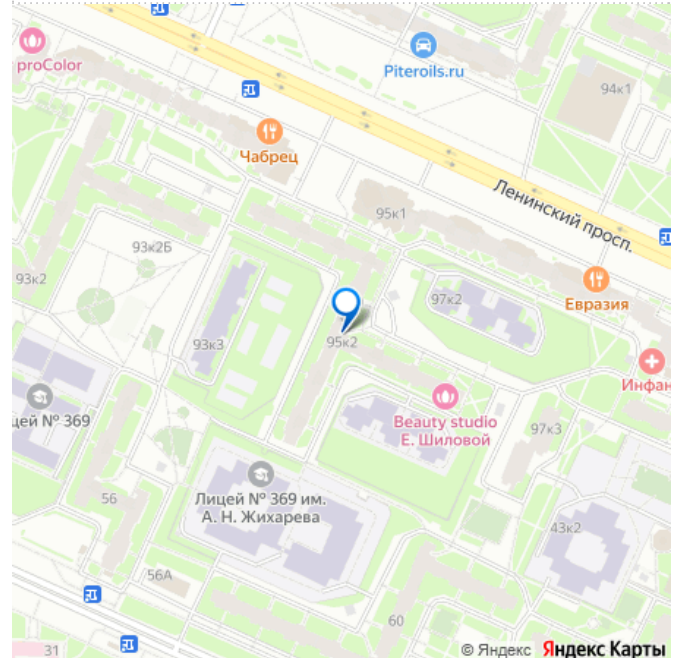 proColor
Piteroils.ru
94к1
Чабрец
Ленинский просп.
95к1
93к2Б
93к2
97к2
Евразия
93к3
95к2
Инфан
Beauty studio
Е. Шиловой
цей № 369
97к3
Лицей № 369 им.
А. Н. Жихарева
56
43к2
56А
60
31
© Яндекс Яндекс Карты